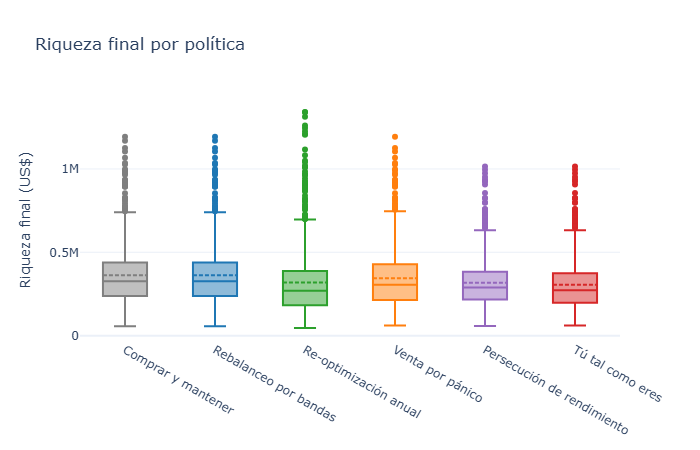 Riqueza final por política
Riqueza final (US$)
1M
0.5M
0
Comprar y mantener
Rebalanceo por bandas
Re-optimización anual
Venta por pánico
Persecución de rendimiento
Tú tal como eres